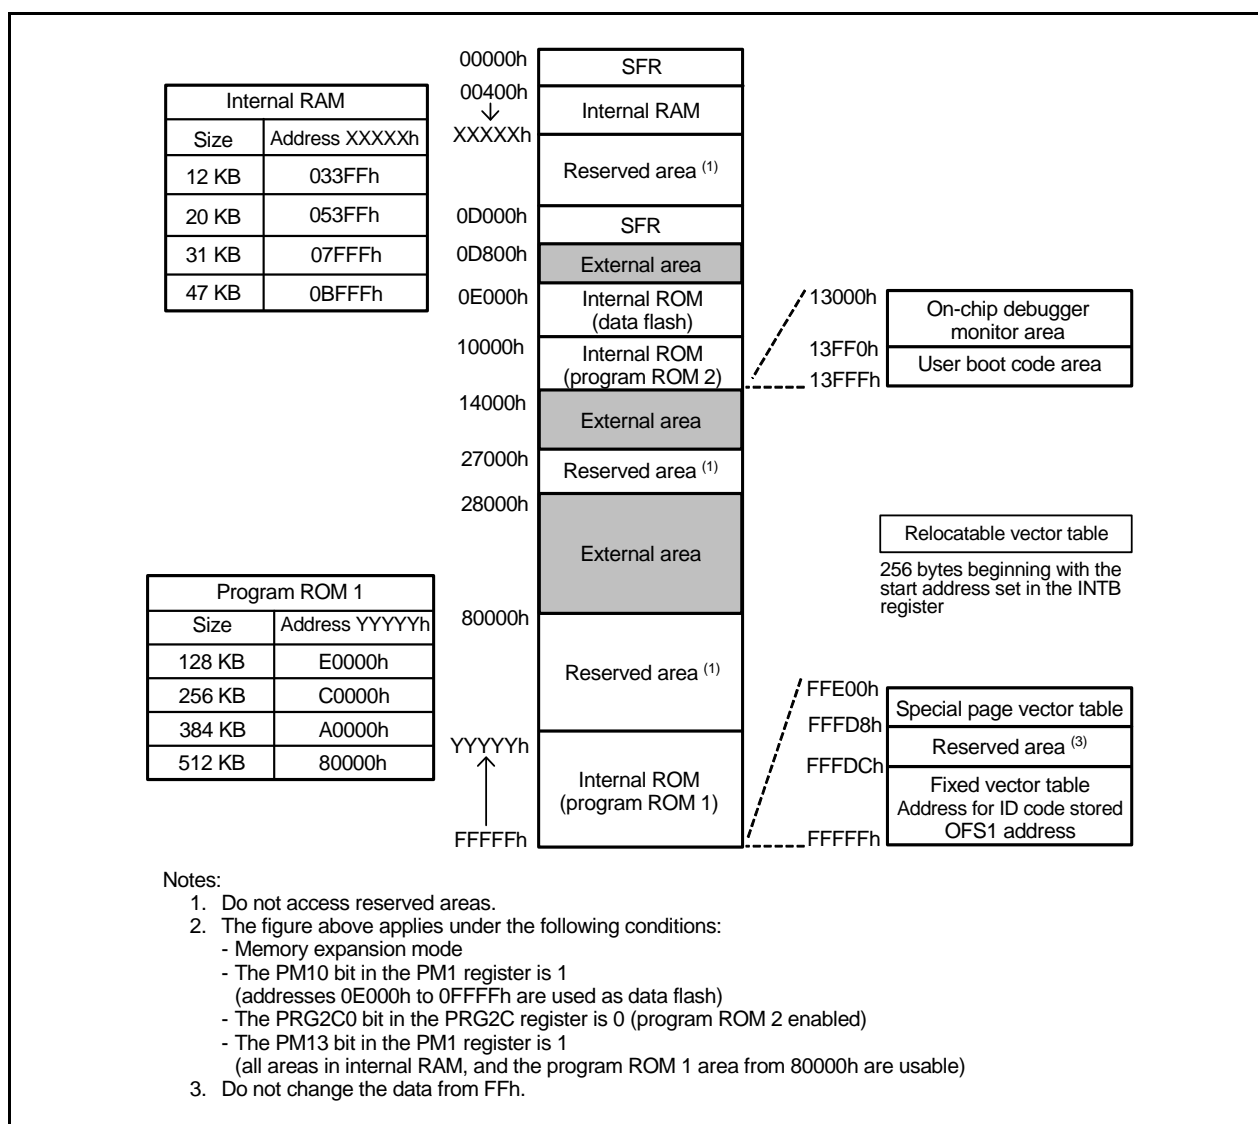 Internal RAM
Size Address XXXXXh
12 KB 033FFh
20 KB 053FFh
31 KB 07FFFh
47 KB 0BFFFh
Program ROM 1
Size Address YYYYYh
128 KB E0000h
256 KB C0000h
384 KB A0000h
512 KB 80000h
00000h
SFR
00400h
Internal RAM
XXXXXh
Reserved area (1)
0D000h
SFR
0D800h
External area
0E000h
Internal ROM
(data flash)
10000h
Internal ROM
(program ROM 2)
14000h
External area
27000h
Reserved area (1)
28000h
External area
80000h
Reserved area (1)
YYYYYh
Internal ROM
(program ROM 1)
FFFFFh
13000h
On-chip debugger
monitor area
13FF0h
User boot code area
13FFFh
Relocatable vector table
256 bytes beginning with the
start address set in the INTB
register
FFE00h
Special page vector table
FFFD8h
Reserved area (3)
FFFDCh
Fixed vector table
Address for ID code stored
OFS1 address
FFFFFh
Notes:
1. Do not access reserved areas.
2. The figure above applies under the following conditions:
- Memory expansion mode
- The PM10 bit in the PM1 register is 1
(addresses 0E000h to 0FFFFh are used as data flash)
- The PRG2C0 bit in the PRG2C register is 0 (program ROM 2 enabled)
- The PM13 bit in the PM1 register is 1
(all areas in internal RAM, and the program ROM 1 area from 80000h are usable)
3. Do not change the data from FFh.